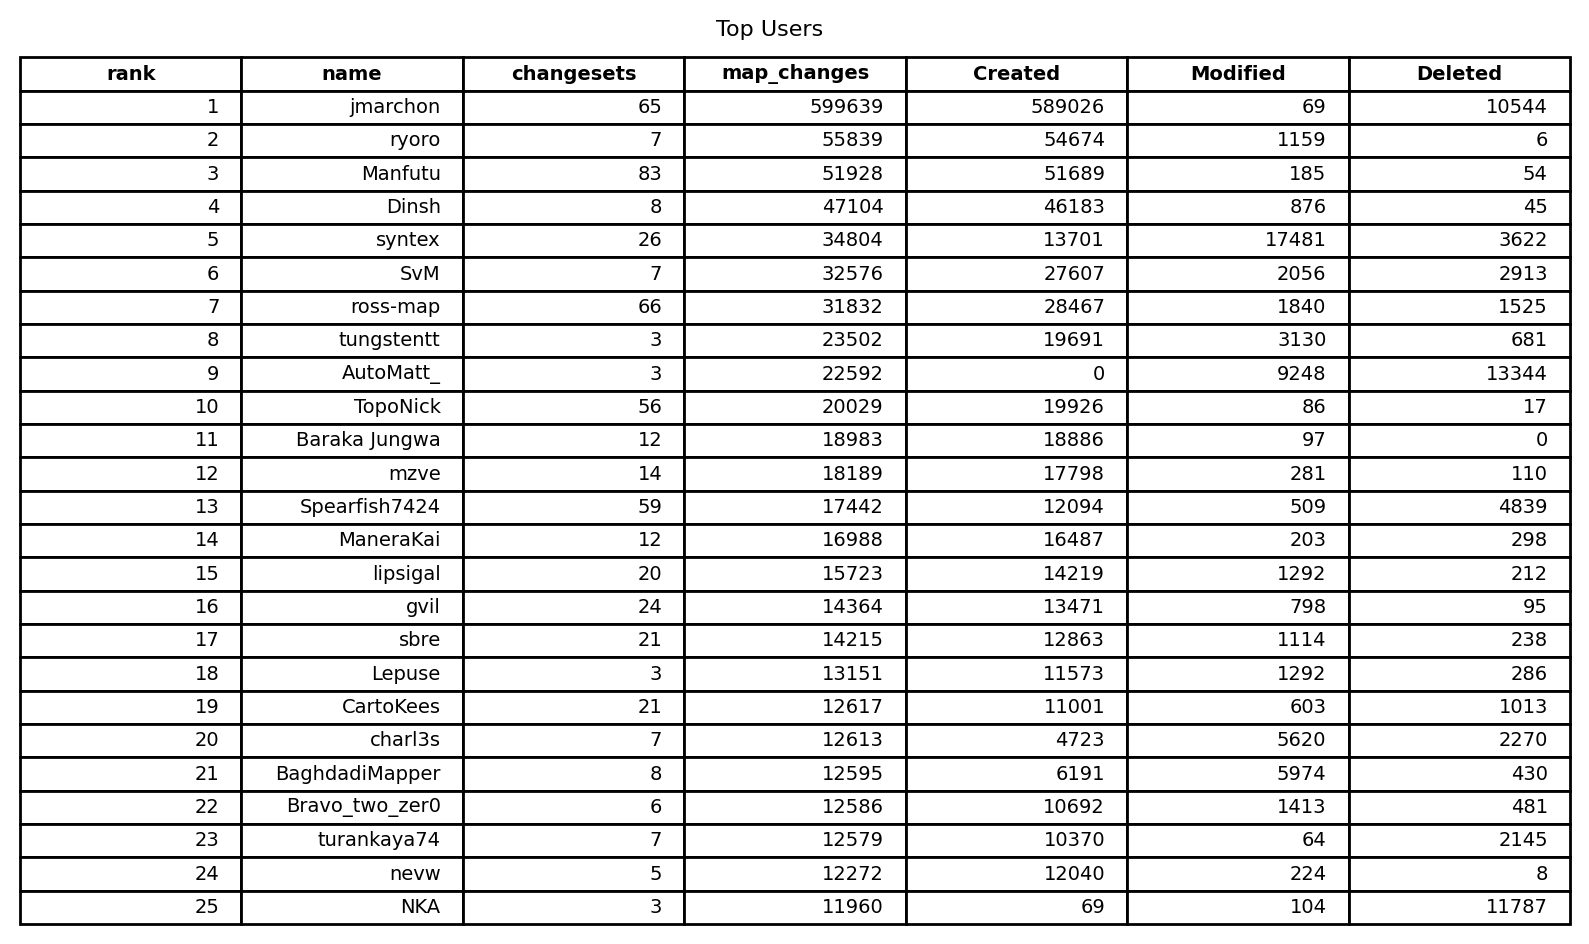 Top Users
rank name changesets map_changes Created Modified Deleted
1 jmarchon 65 599639 589026 69 10544
2 ryoro 7 55839 54674 1159 6
3 Manfutu 83 51928 51689 185 54
4 Dinsh 8 47104 46183 876 45
5 syntex 26 34804 13701 17481 3622
6 SvM 7 32576 27607 2056 2913
7 ross-map 66 31832 28467 1840 1525
8 tungstentt 3 23502 19691 3130 681
9 AutoMatt_ 3 22592 0 9248 13344
10 TopoNick 56 20029 19926 86 17
11 Baraka Jungwa 12 18983 18886 97 0
12 mzve 14 18189 17798 281 110
13 Spearfish7424 59 17442 12094 509 4839
14 ManeraKai 12 16988 16487 203 298
15 lipsigal 20 15723 14219 1292 212
16 gvil 24 14364 13471 798 95
17 sbre 21 14215 12863 1114 238
18 Lepuse 3 13151 11573 1292 286
19 CartoKees 21 12617 11001 603 1013
20 charl3s 7 12613 4723 5620 2270
21 BaghdadiMapper 8 12595 6191 5974 430
22 Bravo_two_zer0 6 12586 10692 1413 481
23 turankaya74 7 12579 10370 64 2145
24 nevw 5 12272 12040 224 8
25 NKA 3 11960 69 104 11787